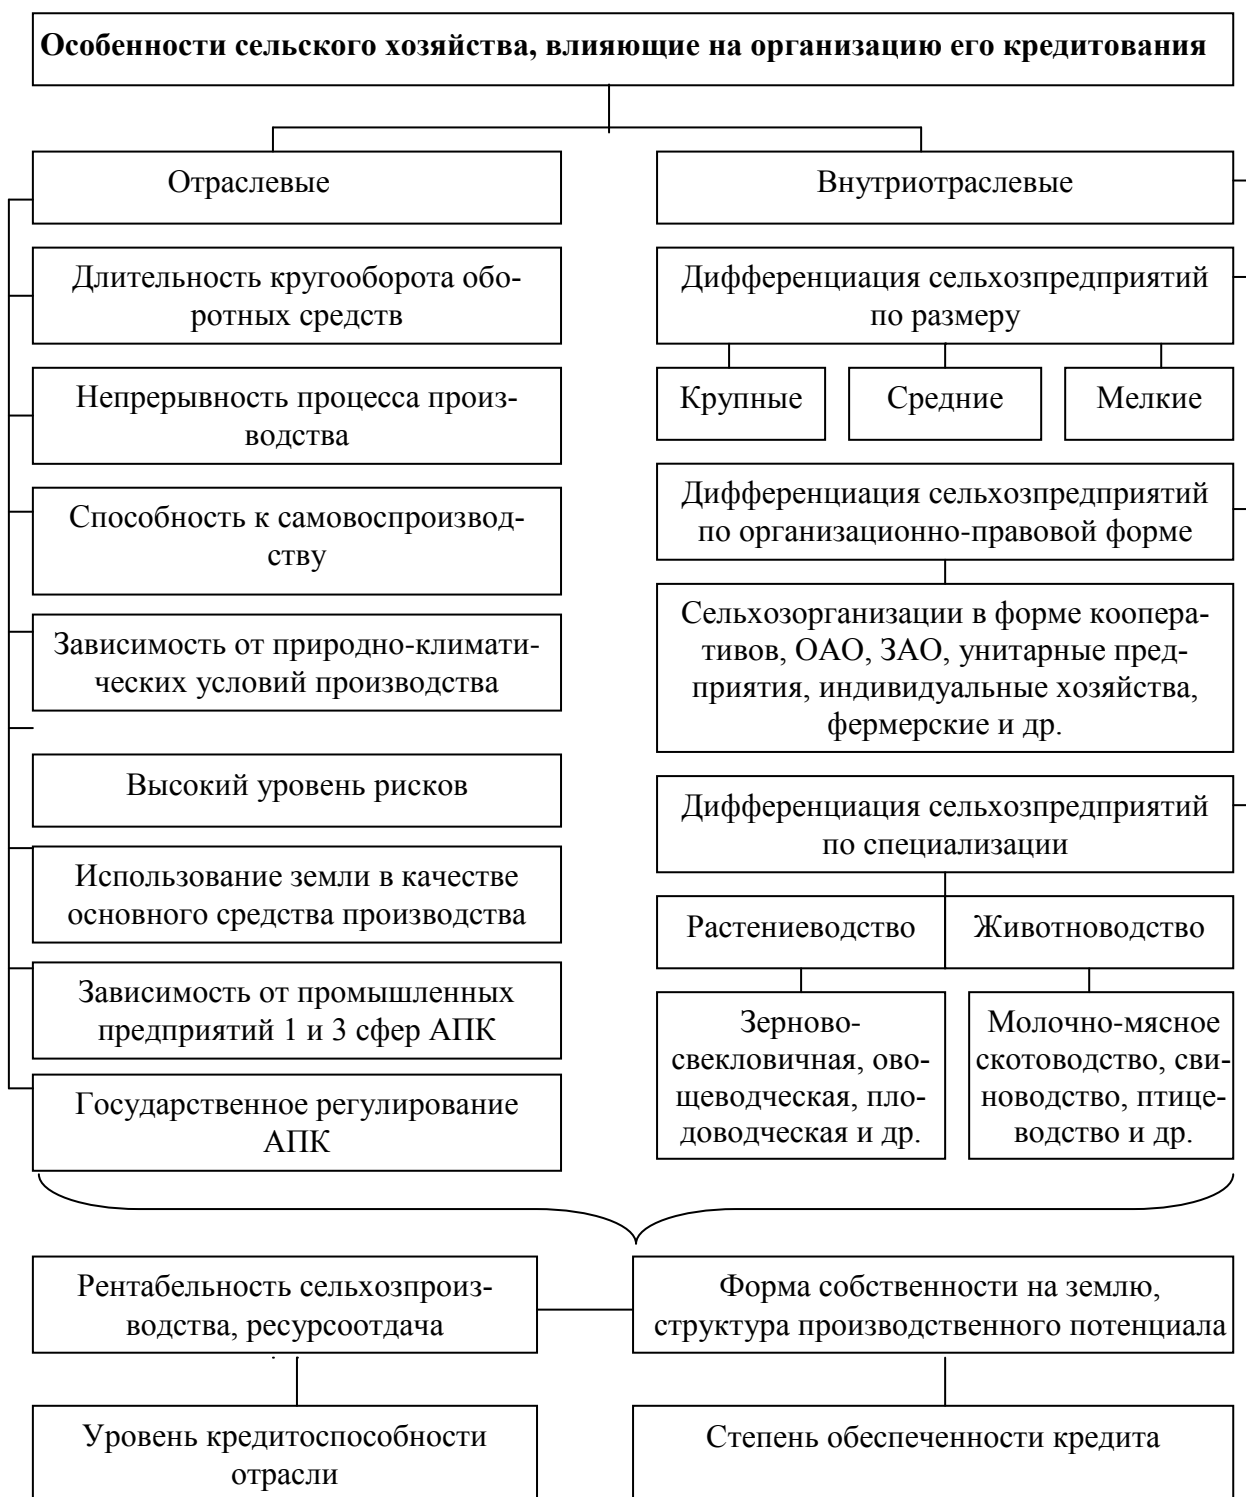 Особенности сельского хозяйства, влияющие на организацию его кредитования
Отраслевые
Длительность кругооборота обо-
ротных средств
Непрерывность процесса произ-
водства
Способность к самовоспроизвод-
ству
Зависимость от природно-климати-
ческих условий производства
Высокий уровень рисков
Использование земли в качестве
основного средства производства
Зависимость от промышленных
предприятий 1 и 3 сфер АПК
Государственное регулирование
АПК
Внутриотраслевые
Дифференциация сельхозпредприятий
по размеру
Крупные
Средние
Мелкие
Дифференциация сельхозпредприятий
по организационно-правовой форме
Сельхозорганизации в форме коопера-
тивов, ОАО, ЗАО, унитарные пред-
приятия, индивидуальные хозяйства,
фермерские и др.
Дифференциация сельхозпредприятий
по специализации
Растениеводство
Животноводство
Зерново-
свекловичная, ово-
щеводческая, пло-
доводческая и др.
Молочно-мясное
скотоводство, сви-
новодство, птице-
водство и др.
Рентабельность сельхозпроиз-
водства, ресурсоотдача
Форма собственности на землю,
структура производственного потенциала
Уровень кредитоспособности
отрасли
Степень обеспеченности кредита